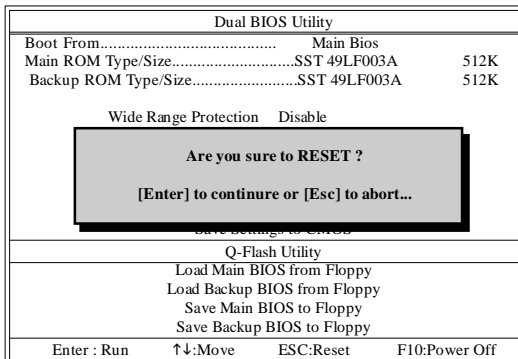 Dual BIOS Utility
Boot From............................................ Main Bios
Main ROM Type/Size..............................SST 49LF003A 512K
Backup ROM Type/Size..........................SST 49LF003A 512K
Wide Range Protection Disable
Are you sure to RESET ?
[Enter] to continure or [Esc] to abort...
Save Settings to CMOS
Q-Flash Utility
Load Main BIOS from Floppy
Load Backup BIOS from Floppy
Save Main BIOS to Floppy
Save Backup BIOS to Floppy
Enter : Run ↑↓:Move ESC:Reset F10:Power Off